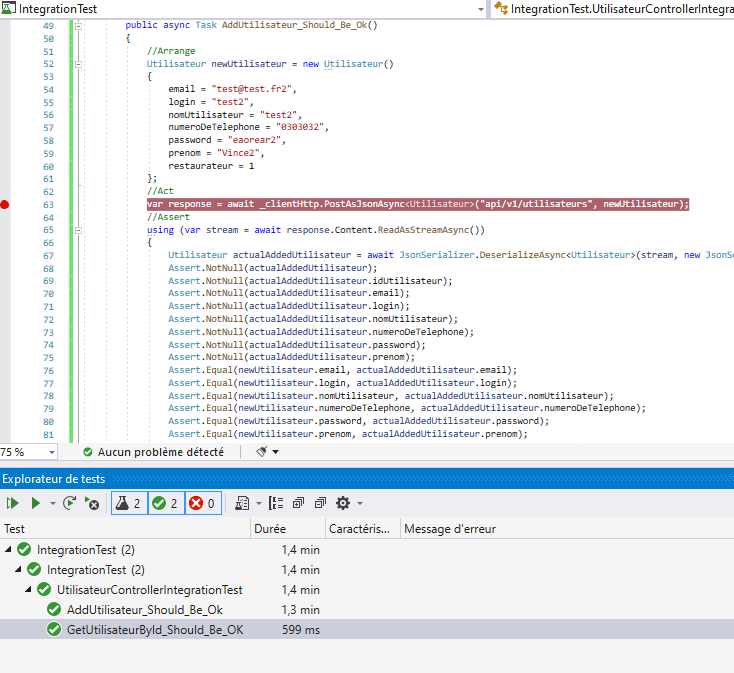 IntegrationTest IntegrationTest.UtilisateurControllerIntegra
49 public async Task AddUtilisateur_Should_Be_Ok()
50 {
51 //Arrange
52 Utilisateur newUtilisateur = new Utilisateur()
53 {
54 email = "test@test.fr2",
55 login = "test2",
56 nomUtilisateur = "test2",
57 numeroDeTelephone = "0303032",
58 password = "eaorear2",
59 prenom = "Vince2",
60 restaurateur = 1
61 };
62 //Act
63 var response = await _clientHttp.PostAsJsonAsync<Utilisateur>("api/v1/utilisateurs", newUtilisateur);
64 //Assert
65 using (var stream = await response.Content.ReadAsStreamAsync())
66 {
67 Utilisateur actualAddedUtilisateur = await JsonSerializer.DeserializeAsync<Utilisateur>(stream, new JsonS
68 Assert.NotNull(actualAddedUtilisateur);
69 Assert.NotNull(actualAddedUtilisateur.idUtilisateur);
70 Assert.NotNull(actualAddedUtilisateur.email);
71 Assert.NotNull(actualAddedUtilisateur.login);
72 Assert.NotNull(actualAddedUtilisateur.nomUtilisateur);
73 Assert.NotNull(actualAddedUtilisateur.numeroDeTelephone);
74 Assert.NotNull(actualAddedUtilisateur.password);
75 Assert.NotNull(actualAddedUtilisateur.prenom);
76 Assert.Equal(newUtilisateur.email, actualAddedUtilisateur.email);
77 Assert.Equal(newUtilisateur.login, actualAddedUtilisateur.login);
78 Assert.Equal(newUtilisateur.nomUtilisateur, actualAddedUtilisateur.nomUtilisateur);
79 Assert.Equal(newUtilisateur.numeroDeTelephone, actualAddedUtilisateur.numeroDeTelephone);
80 Assert.Equal(newUtilisateur.password, actualAddedUtilisateur.password);
81 Assert.Equal(newUtilisateur.prenom, actualAddedUtilisateur.prenom);
75 % Aucun problème détecté
Explorateur de tests
2 2 0
Test Durée Caractéris... Message d'erreur
IntegrationTest (2) 1,4 min
IntegrationTest (2) 1,4 min
UtilisateurControllerIntegrationTest 1,4 min
AddUtilisateur_Should_Be_Ok 1,3 min
GetUtilisateurById_Should_Be_OK 599 ms